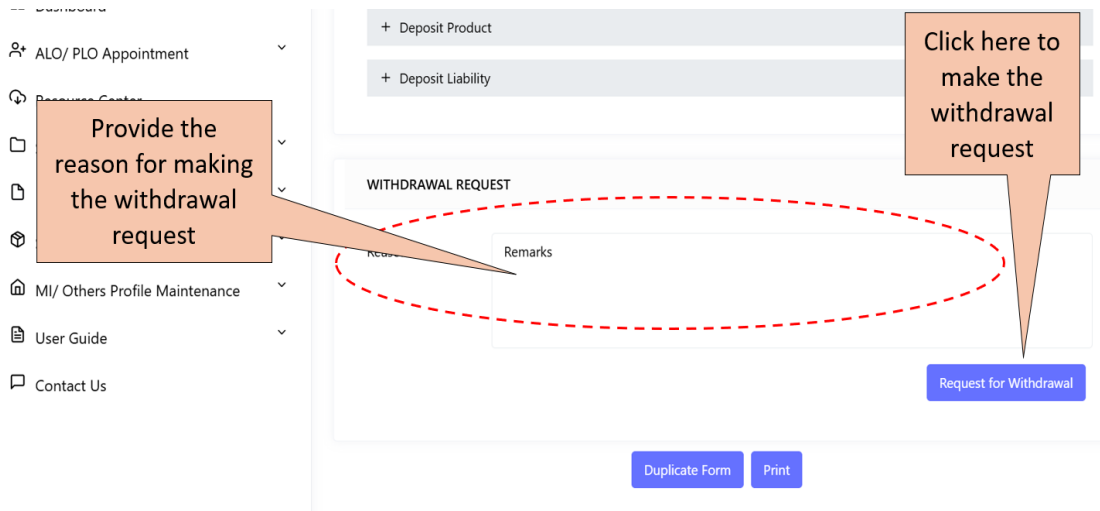 Dashboard
ALO/ PLO Appointment
MI/ Others Profile Maintenance
User Guide
Contact Us
+ Deposit Product
+ Deposit Liability
WITHDRAWAL REQUEST
Remarks
Request for Withdrawal
Duplicate Form
Print
Provide the
reason for making
the withdrawal
request
Click here to
make the
withdrawal
request